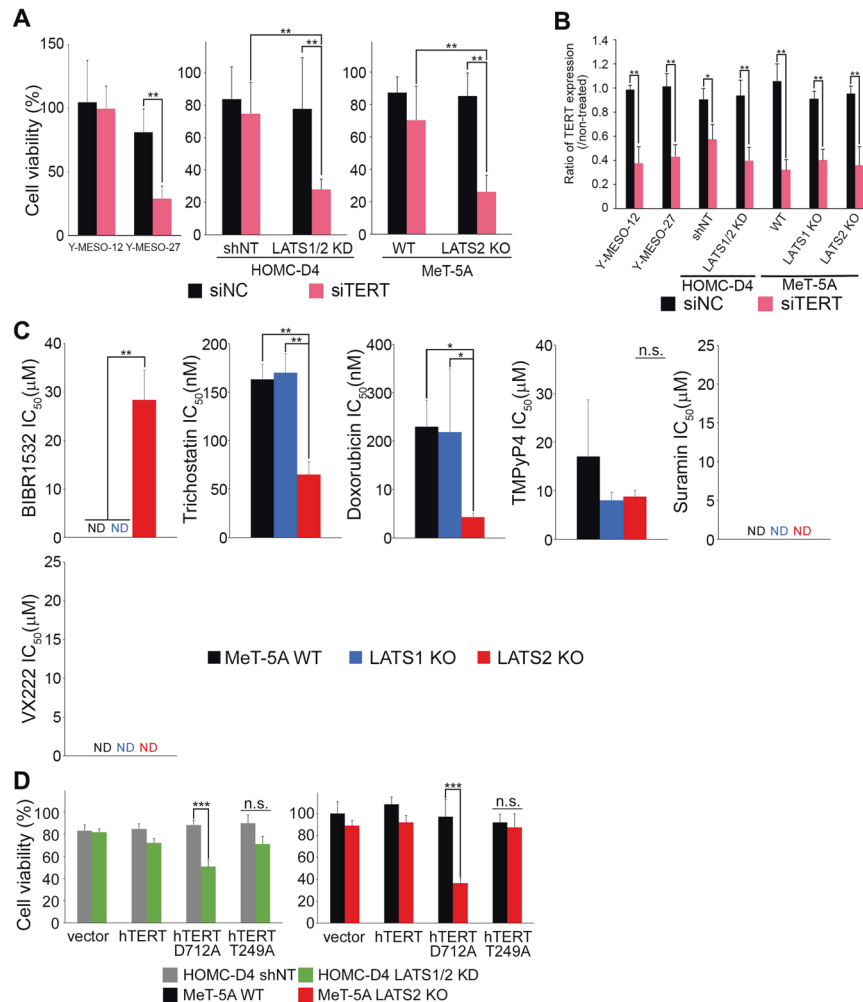 A
Cell viability (%)
150
100
50
0
**
Y-MESO-12 Y-MESO-27
100
80
60
40
20
0
**
**
shNT LATS1/2 KD
HOMC-D4
100
80
60
40
20
0
**
**
WT LATS2 KO
MeT-5A
siNC siTERT
B
Ratio of TERT expression
(/non-treated)
1.4
1.2
1.0
0.8
0.6
0.4
0.2
0
** ** * ** ** ** **
Y-MESO-12 Y-MESO-27 shNT LATS1/2 KD WT LATS1 KO LATS2 KO
HOMC-D4 MeT-5A
siNC siTERT
C
BIBR1532 IC50(μM)
40
30
20
10
0
**
ND ND
Trichostatin IC50(nM)
200
150
100
50
0
**
**
Doxorubicin IC50(nM)
400
300
200
100
0
*
*
TMPyP4 IC50(μM)
40
30
20
10
0
n.s.
Suramin IC50(μM)
25
20
15
10
5
0
ND ND ND
VX222 IC50(μM)
25
20
15
10
5
0
ND ND ND
MeT-5A WT LATS1 KO LATS2 KO
D
Cell viability (%)
100
80
60
40
20
0
*** n.s.
vector hTERT hTERT hTERT
D712A T249A
100
80
60
40
20
0
*** n.s.
vector hTERT hTERT hTERT
D712A T249A
HOMC-D4 shNT HOMC-D4 LATS1/2 KD
MeT-5A WT MeT-5A LATS2 KO